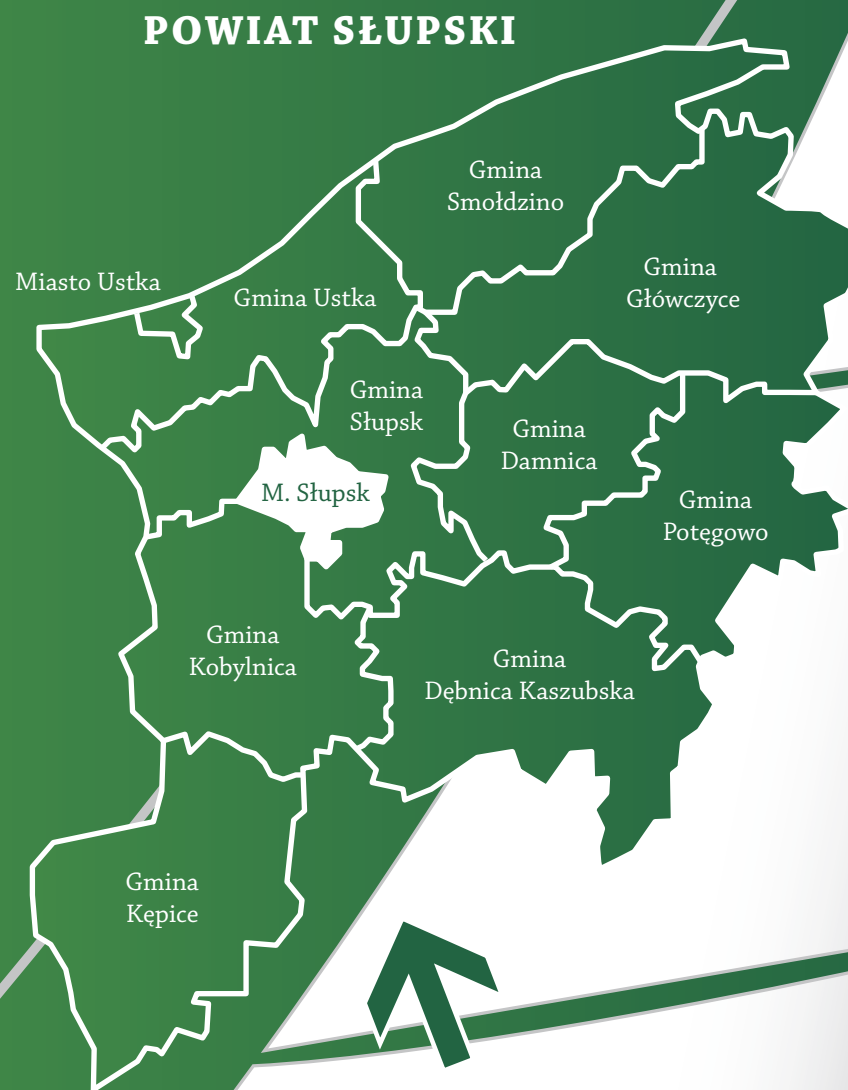 POWIAT SŁUPSKI
Gmina
Smołdzino
Gmina
Główczyce
Miasto Ustka
Gmina Ustka
Gmina
Słupsk
Gmina
Damnica
M. Słupsk
Gmina
Potęgowo
Gmina
Kobylnica
Gmina
Dębnica Kaszubska
Gmina
Kępice